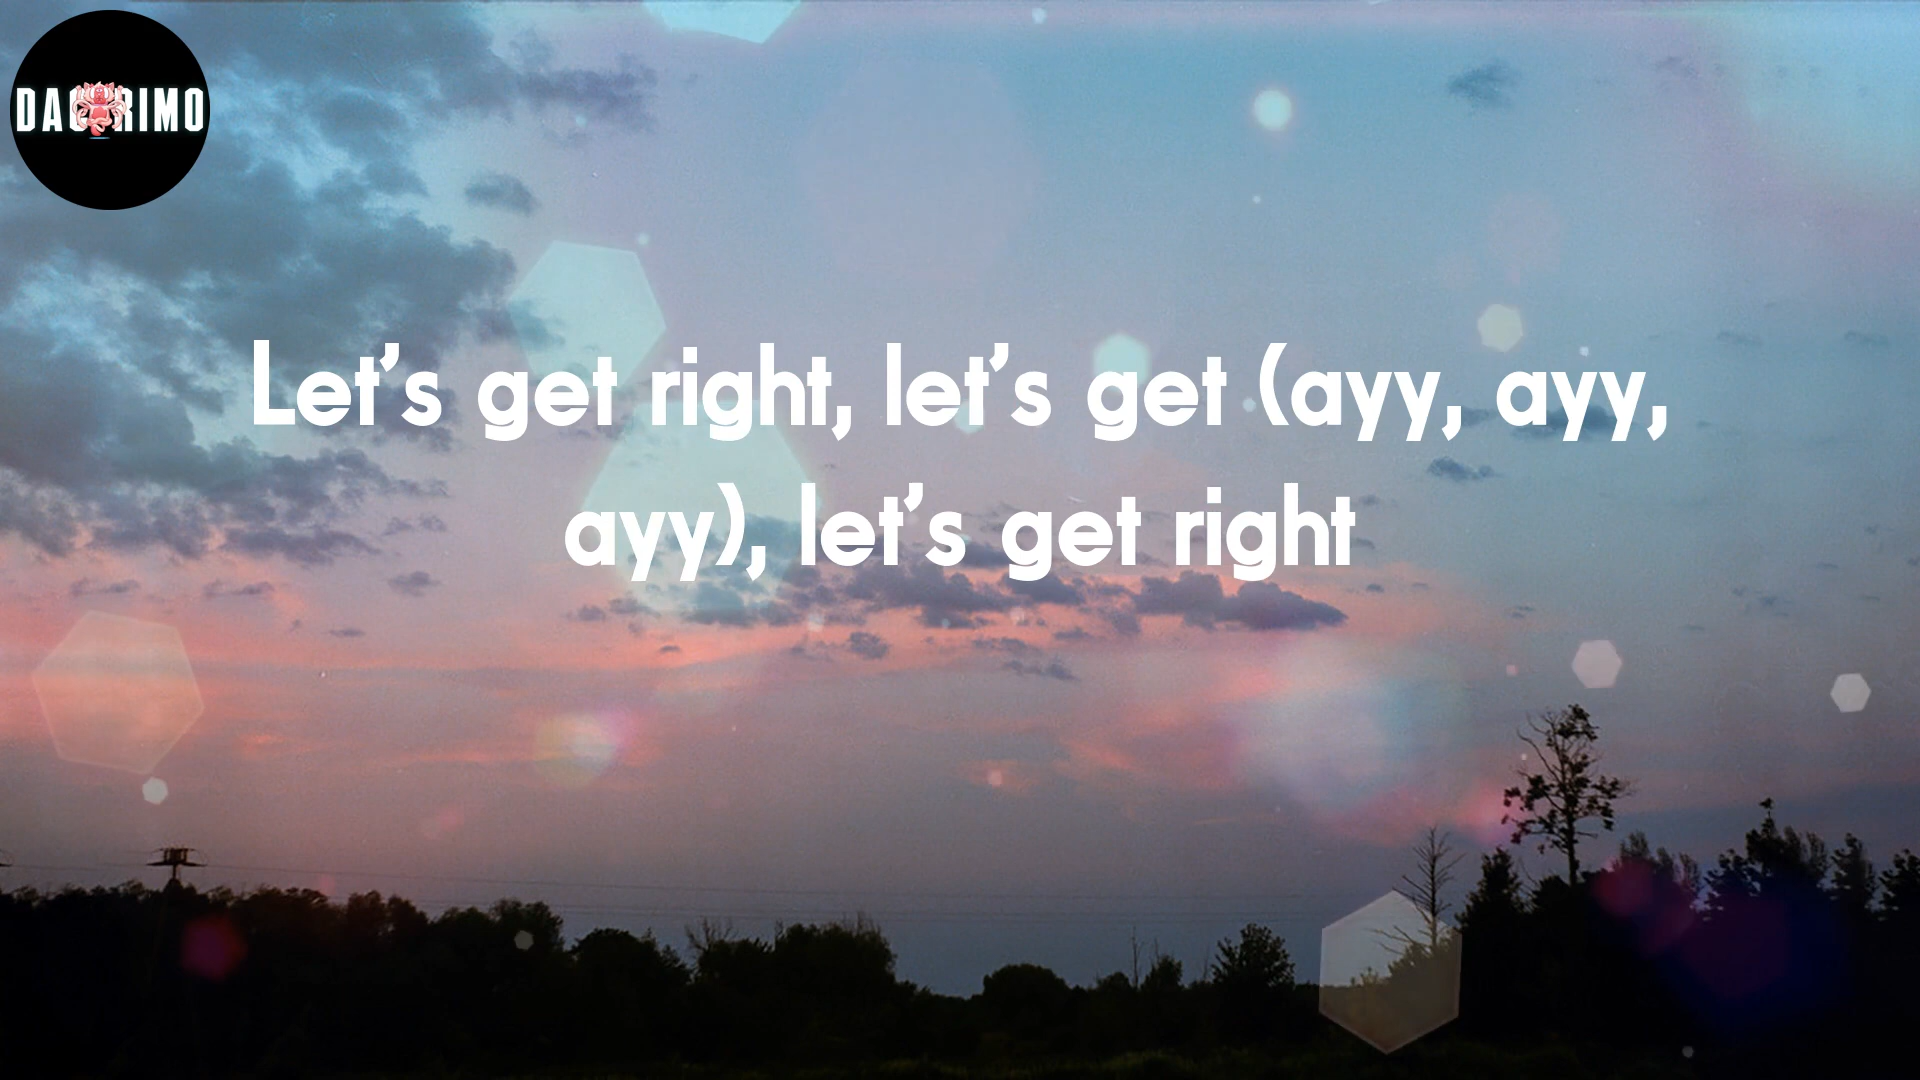 Let's get right, let's get (ayy, ayy,
ayy), let's get right